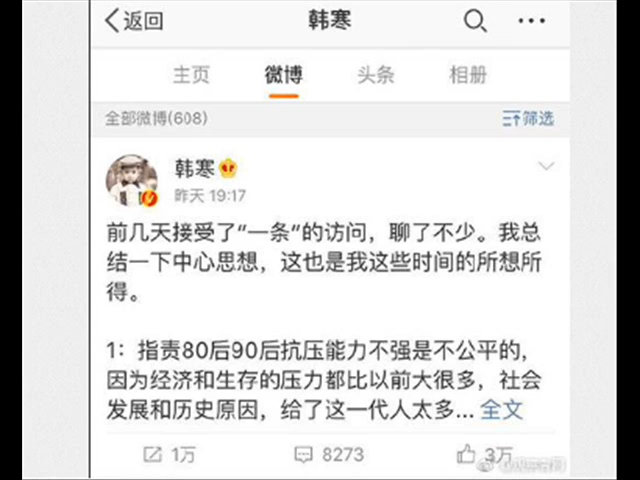 返回 韩寒
主页 微博 头条 相册
全部微博(608) 筛选
韩寒
昨天 19:17
前几天接受了“一条”的访问，聊了不少。我总
结一下中心思想，这也是我这些时间的所想所
得。
1：指责80后90后抗压能力不强是不公平的，
因为经济和生存的压力都比以前大很多，社会
发展和历史原因，给了这一代人太多... 全文
1万 8273 3万